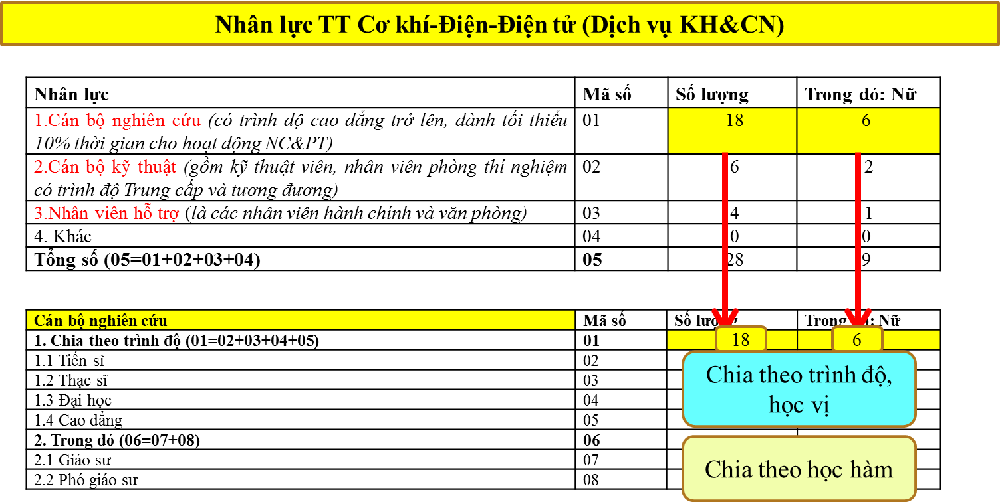 Nhân lực TT Cơ khí-Điện-Điện tử (Dịch vụ KH&CN)
Nhân lực Mã số Số lượng Trong đó: Nữ
1.Cán bộ nghiên cứu (có trình độ cao đẳng trở lên, dành tối thiểu 01 18 6
10% thời gian cho hoạt động NC&PT)
2.Cán bộ kỹ thuật (gồm kỹ thuật viên, nhân viên phòng thí nghiệm 02 6 2
có trình độ Trung cấp và tương đương)
3.Nhân viên hỗ trợ (là các nhân viên hành chính và văn phòng) 03 4 1
4. Khác 04 0 0
Tổng số (05=01+02+03+04) 05 28 9
Cán bộ nghiên cứu Mã số Số lượng Trong đó: Nữ
1. Chia theo trình độ (01=02+03+04+05) 01 18 6
1.1 Tiến sĩ 02
1.2 Thạc sĩ 03
1.3 Đại học 04
1.4 Cao đẳng 05
Chia theo trình độ,
học vị
2. Trong đó (06=07+08) 06
2.1 Giáo sư 07
2.2 Phó giáo sư 08
Chia theo học hàm